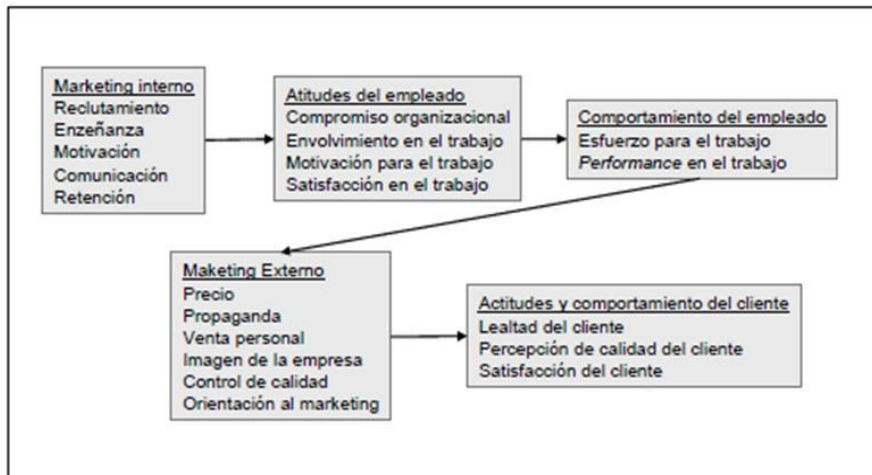 Marketing interno
Reclutamiento
Enzeñanza
Motivación
Comunicación
Retención
Atitudes del empleado
Compromiso organizacional
Envolvimiento en el trabajo
Motivación para el trabajo
Satisfacción en el trabajo
Comportamiento del empleado
Esfuerzo para el trabajo
Performance en el trabajo
Maketing Externo
Precio
Propaganda
Venta personal
Imagen de la empresa
Control de calidad
Orientación al marketing
Actitudes y comportamiento del cliente
Lealtad del cliente
Percepción de calidad del cliente
Satisfacción del cliente